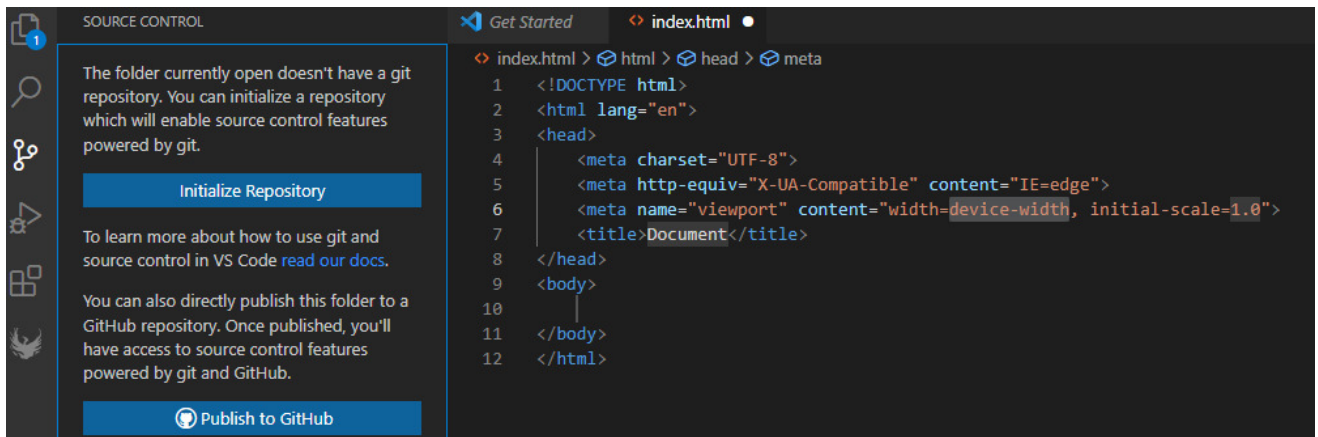 SOURCE CONTROL
The folder currently open doesn't have a git
repository. You can initialize a repository
which will enable source control features
powered by git.
Initialize Repository
To learn more about how to use git and
source control in VS Code read our docs.
You can also directly publish this folder to a
GitHub repository. Once published, you'll
have access to source control features
powered by git and GitHub.
Publish to GitHub
1
Get Started
index.html
index.html > html > head > meta
1 <!DOCTYPE html>
2 <html lang="en">
3 <head>
4 <meta charset="UTF-8">
5 <meta http-equiv="X-UA-Compatible" content="IE=edge">
6 <meta name="viewport" content="width=device-width, initial-scale=1.0">
7 <title>Document</title>
8 </head>
9 <body>
10
11 </body>
12 </html>